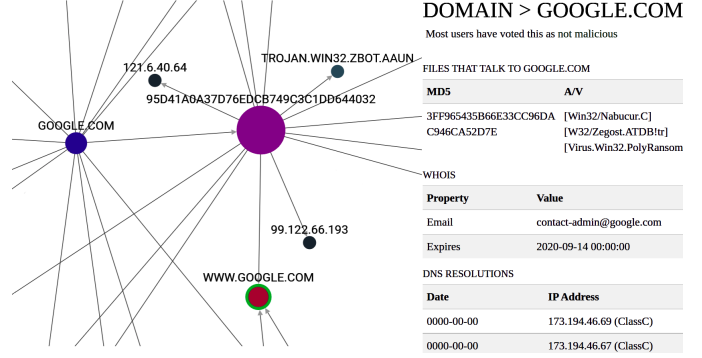 DOMAIN > GOOGLE.COM
Most users have voted this as not malicious
121.6.40.64
TROJAN.WIN32.ZBOT.AAUN
95D41A0A37D76EDCB749C3C1DD644032
GOOGLE.COM
99.122.66.193
WWW.GOOGLE.COM
FILES THAT TALK TO GOOGLE.COM
MD5 A/V
3FF965435B66E33CC96DA [Win32/Nabucur.C]
C946CA52D7E [W32/Zegost.ATDB!tr]
[Virus.Win32.PolyRansom
WHOIS
Property Value
Email contact-admin@google.com
Expires 2020-09-14 00:00:00
DNS RESOLUTIONS
Date IP Address
0000-00-00 173.194.46.69 (ClassC)
0000-00-00 173.194.46.67 (ClassC)